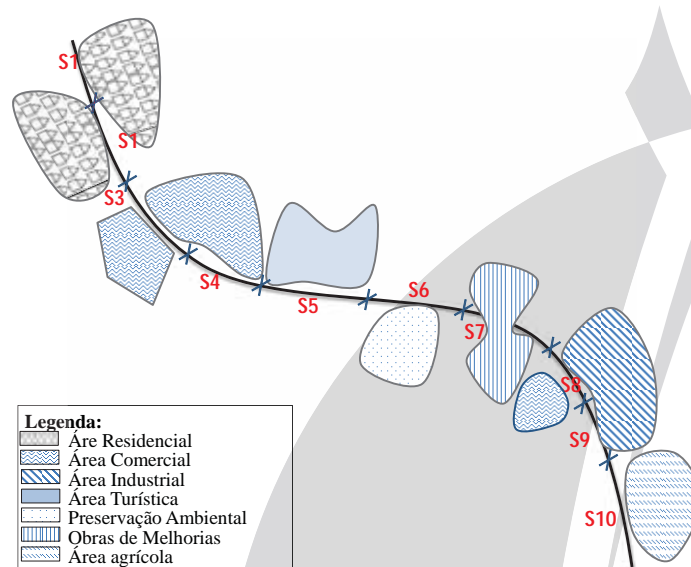 S1
S1
S3
S4
S5
S6
S7
S8
S9
S10
Legenda:
Áre Residencial
Área Comercial
Área Industrial
Área Turística
Preservação Ambiental
Obras de Melhorias
Área agrícola